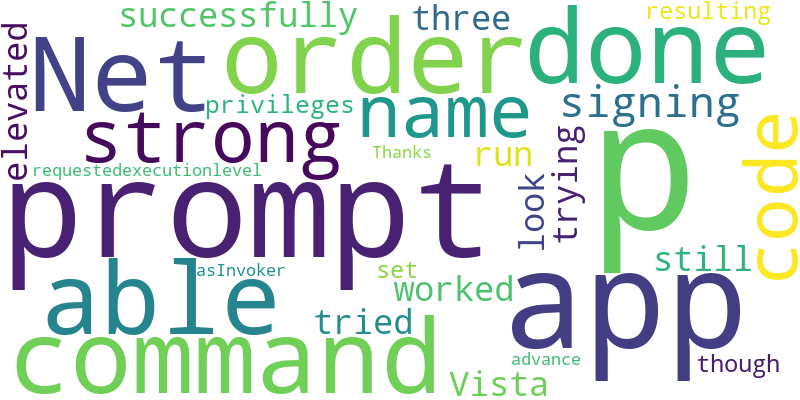 successfully
three
resulting
elevated
Net
order
done
privileges
name
signing
strong
Thanks
run
trying
code
requestedexecutionlevel
look
p
prompt
still
able
asInvoker
set
worked
app
tried
command
Vista
advance
though